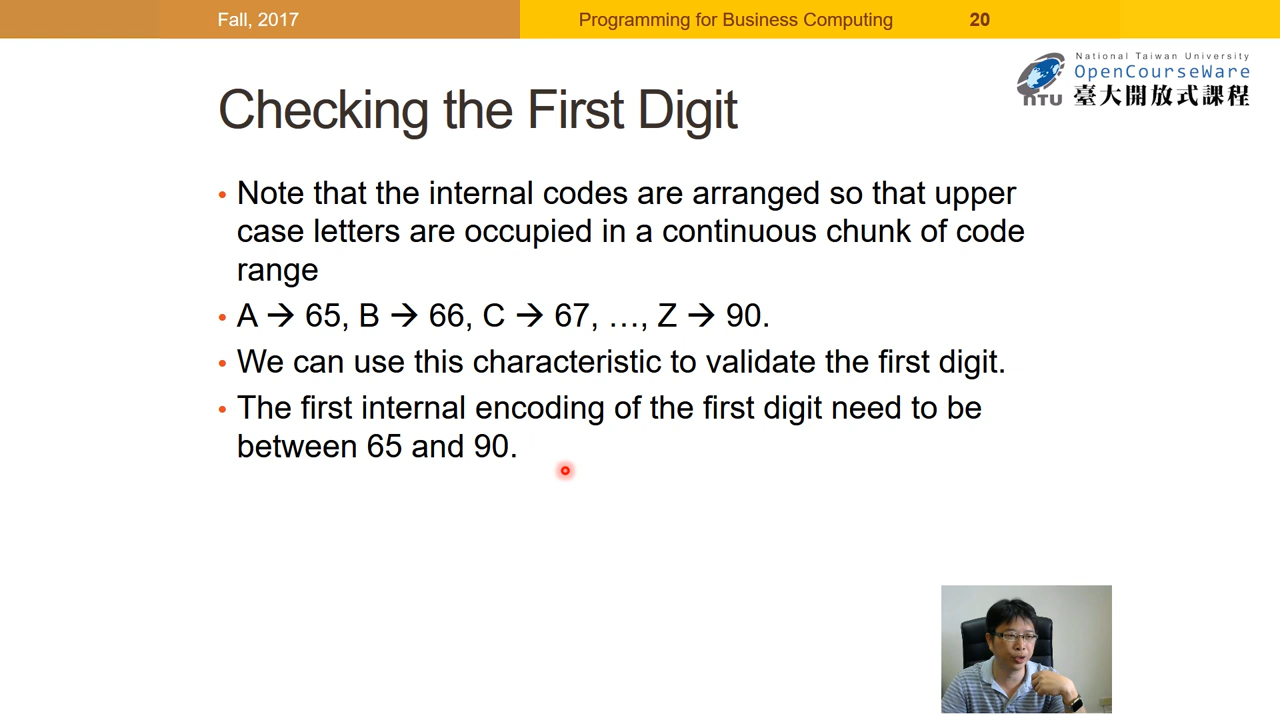 Fall, 2017
Programming for Business Computing
20
National Taiwan University
OpenCourseWare
NTU 臺大開放式課程
Checking the First Digit
• Note that the internal codes are arranged so that upper
case letters are occupied in a continuous chunk of code
range
• A → 65, B → 66, C → 67, …, Z → 90.
• We can use this characteristic to validate the first digit.
• The first internal encoding of the first digit need to be
between 65 and 90.